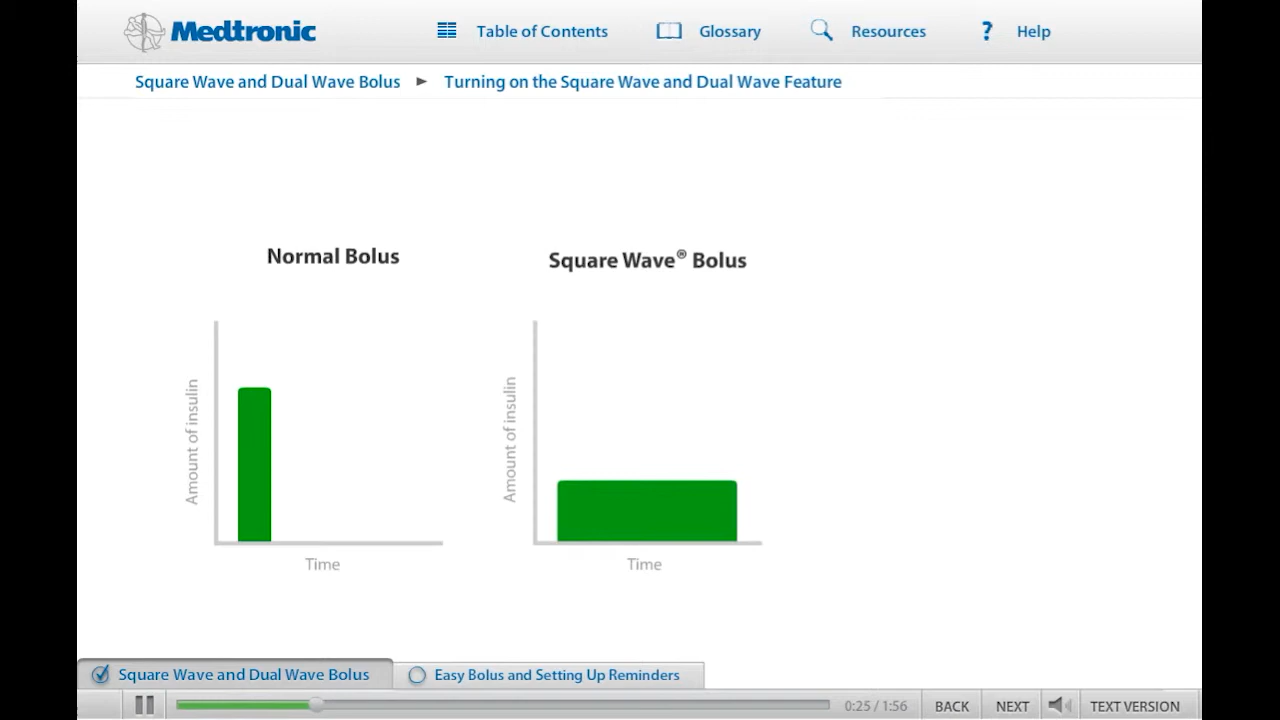 Medtronic Table of Contents Glossary Resources ? Help
Square Wave and Dual Wave Bolus ► Turning on the Square Wave and Dual Wave Feature
Normal Bolus
Square Wave® Bolus
Amount of insulin
Time
Amount of insulin
Time
Square Wave and Dual Wave Bolus Easy Bolus and Setting Up Reminders
0:25 / 1:56 BACK NEXT TEXT VERSION